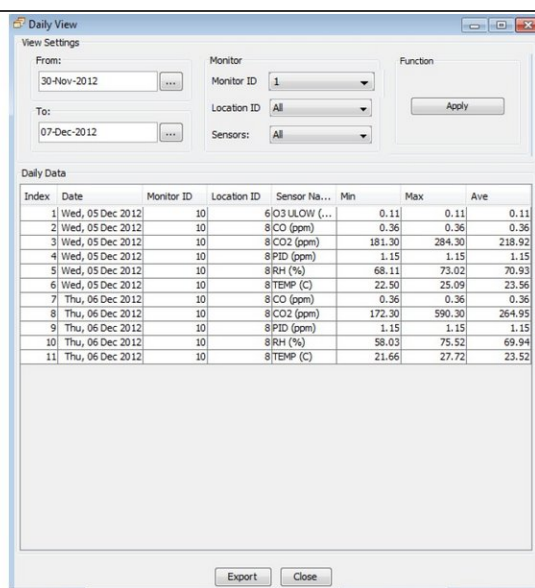 Daily View
View Settings
From:
30-Nov-2012 ...
To:
07-Dec-2012 ...
Monitor
Monitor ID 1
Location ID All
Sensors: All
Function
Apply
Daily Data
Index Date Monitor ID Location ID Sensor Na... Min Max Ave
1 Wed, 05 Dec 2012 10 6 O3 ULOW (... 0.11 0.11 0.11
2 Wed, 05 Dec 2012 10 8 CO (ppm) 0.36 0.36 0.36
3 Wed, 05 Dec 2012 10 8 CO2 (ppm) 181.30 284.30 218.92
4 Wed, 05 Dec 2012 10 8 PID (ppm) 1.15 1.15 1.15
5 Wed, 05 Dec 2012 10 8 RH (%) 68.11 73.02 70.93
6 Wed, 05 Dec 2012 10 8 TEMP (C) 22.50 25.09 23.56
7 Thu, 06 Dec 2012 10 8 CO (ppm) 0.36 0.36 0.36
8 Thu, 06 Dec 2012 10 8 CO2 (ppm) 172.30 590.30 264.95
9 Thu, 06 Dec 2012 10 8 PID (ppm) 1.15 1.15 1.15
10 Thu, 06 Dec 2012 10 8 RH (%) 58.03 75.52 69.94
11 Thu, 06 Dec 2012 10 8 TEMP (C) 21.66 27.72 23.52
Export Close